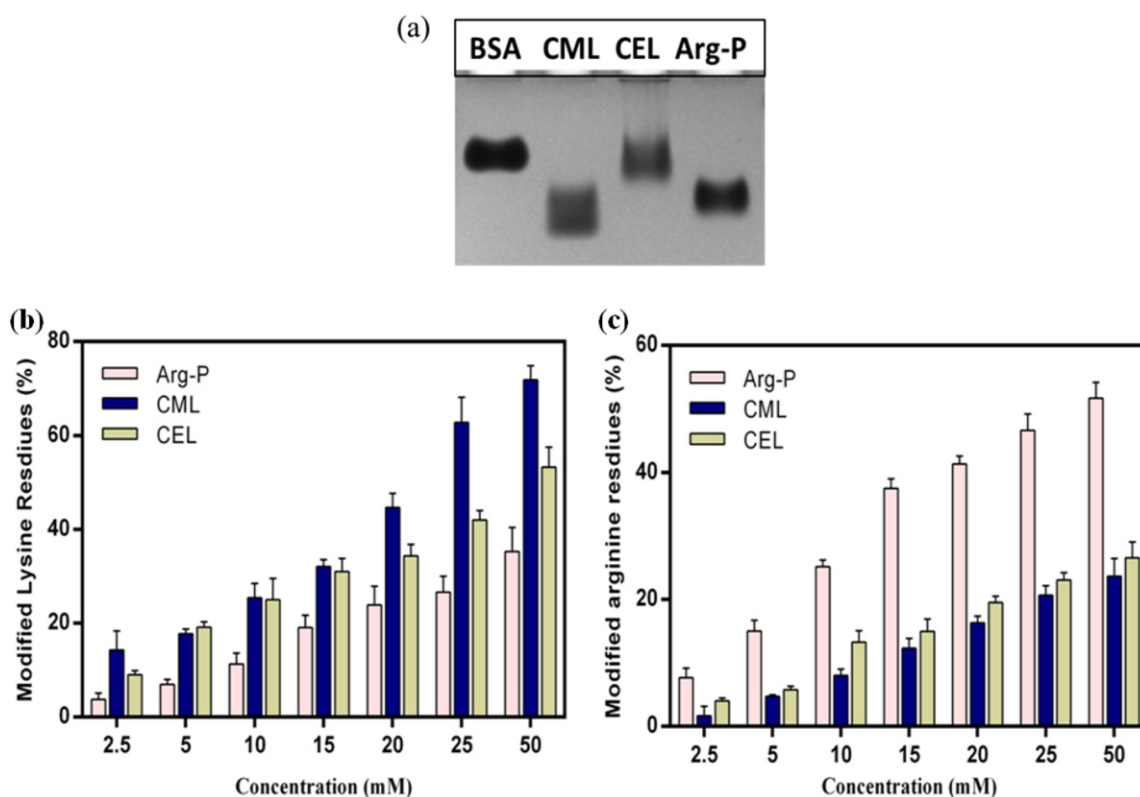 (a)
BSA CML CEL Arg-P
(b)
Modified Lysine Resdiues (%)
80
60
40
20
0
Arg-P
CML
CEL
2.5 5 10 15 20 25 50
Concentration (mM)
(c)
Modified arginine resdiues (%)
60
40
20
0
Arg-P
CML
CEL
2.5 5 10 15 20 25 50
Concentration (mM)